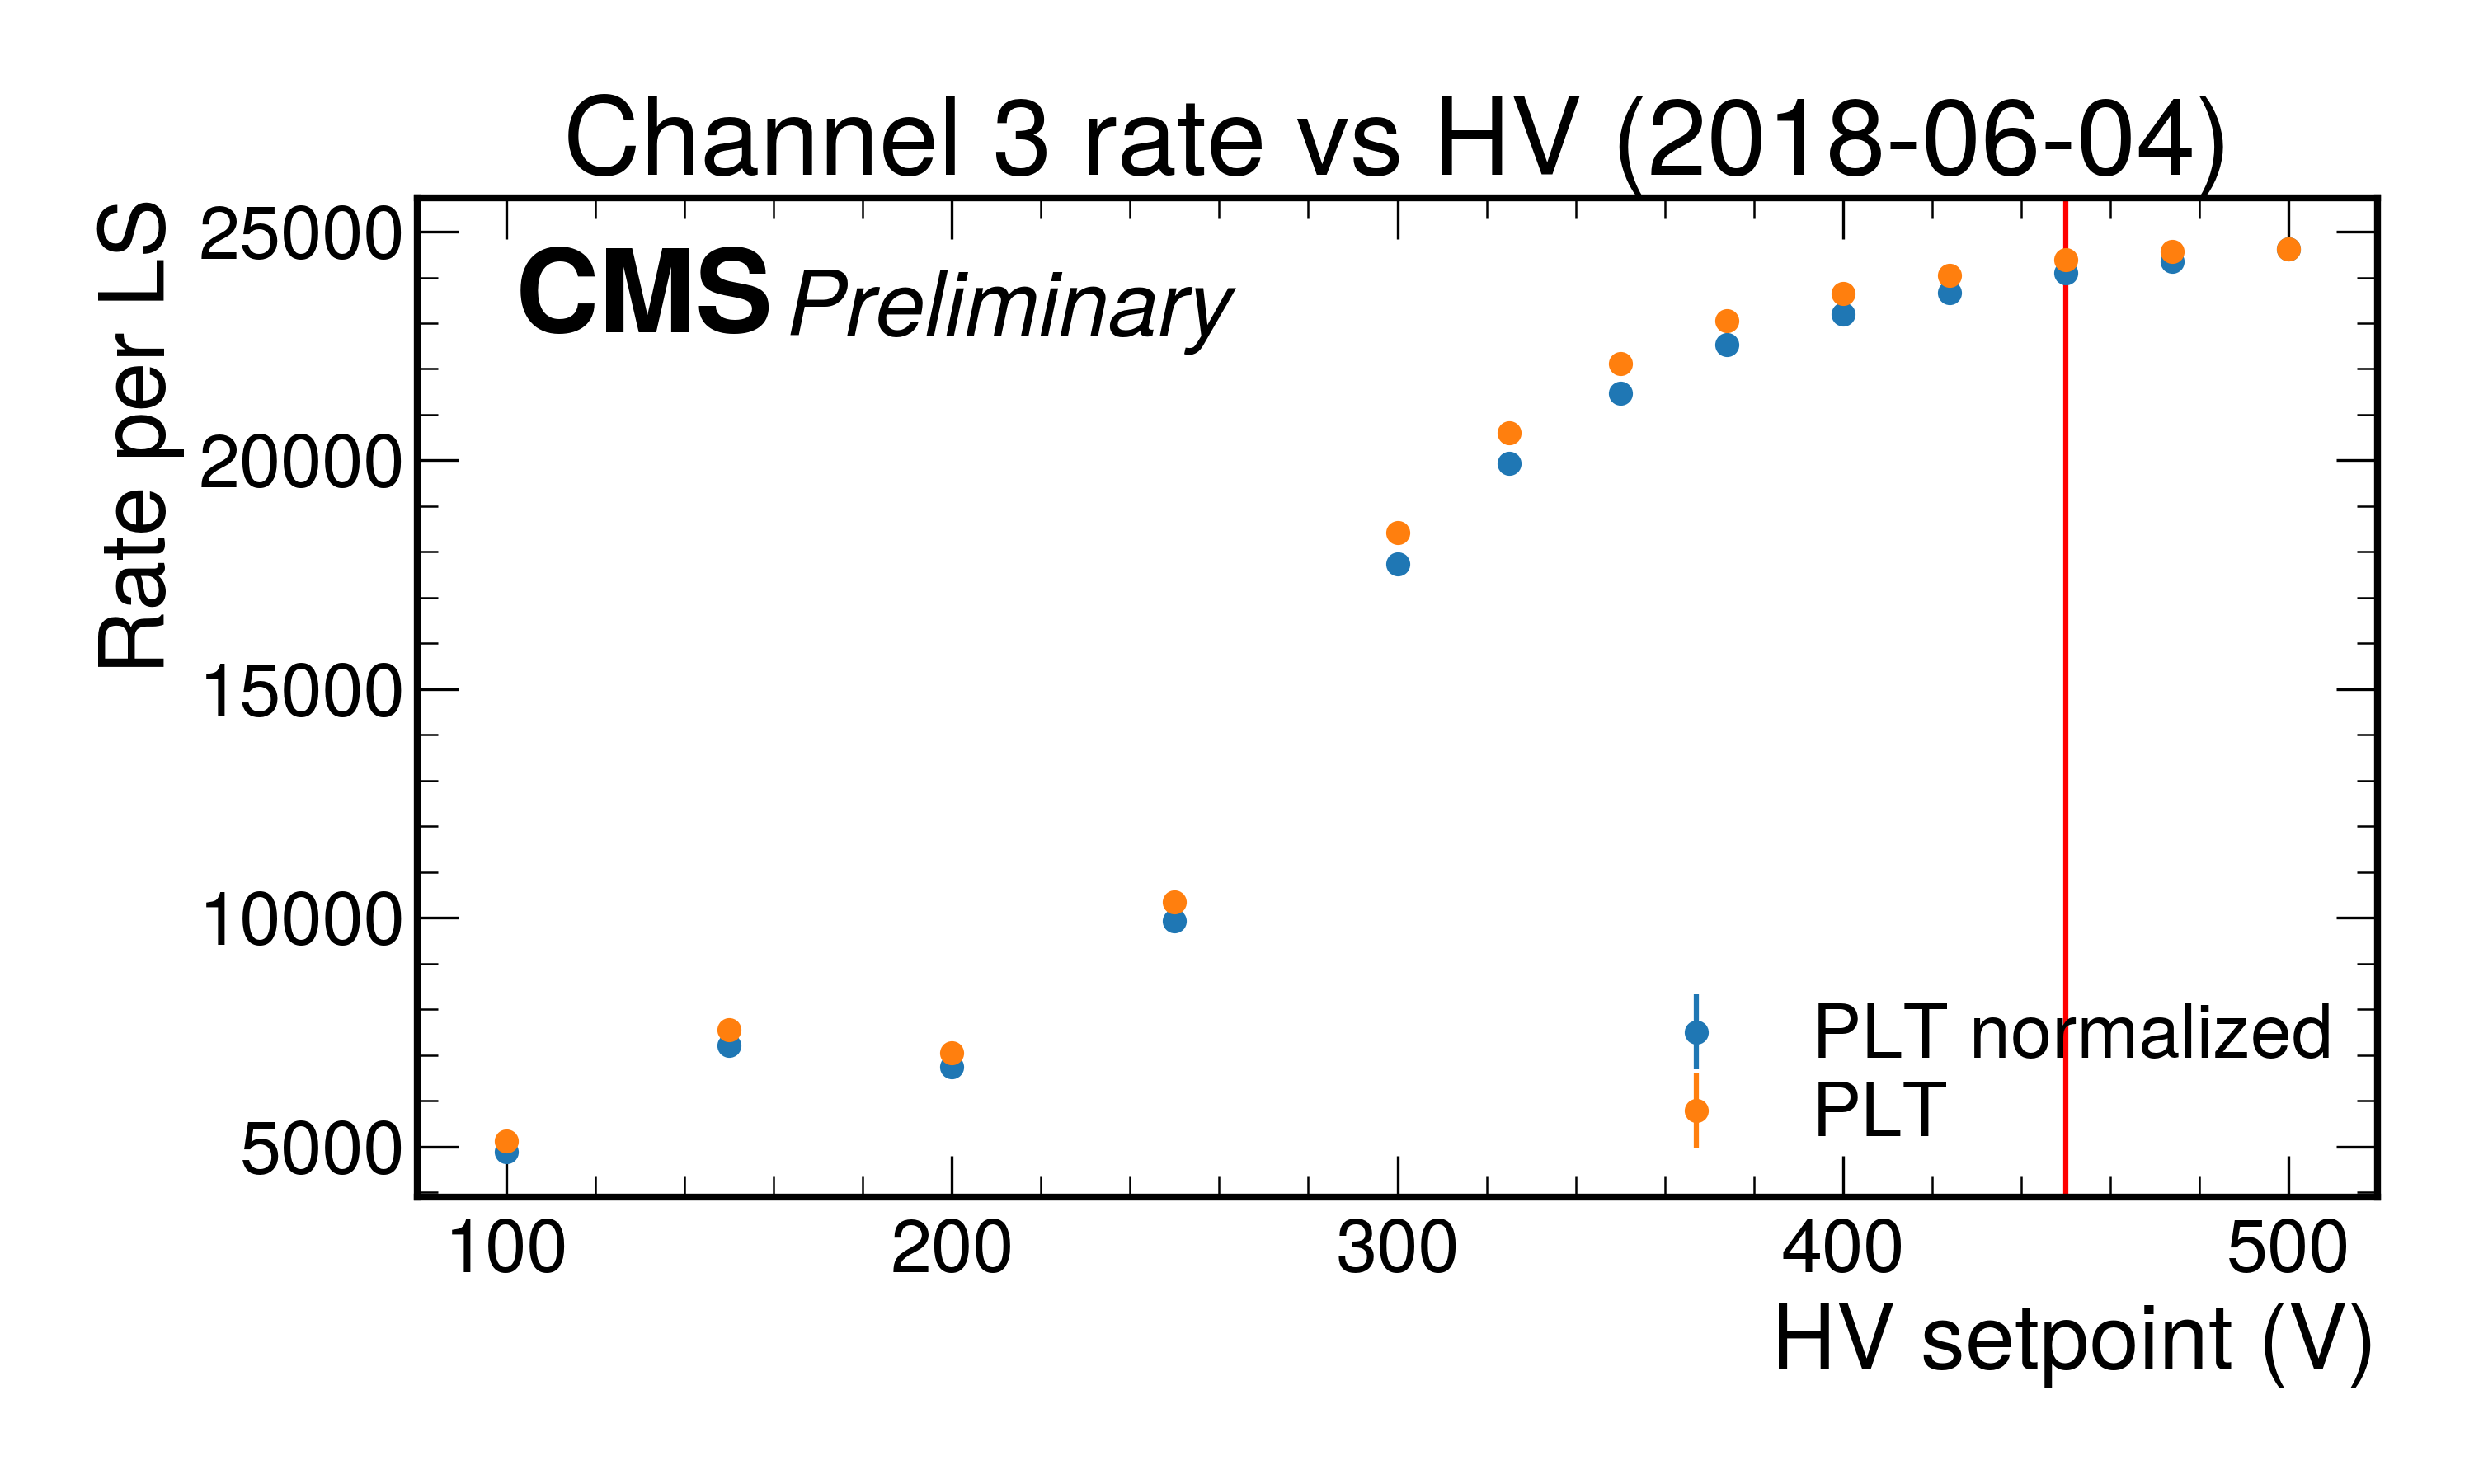 Channel 3 rate vs HV (2018-06-04)
CMS Preliminary
Rate per LS
25000
20000
15000
10000
5000
PLT normalized
PLT
100 200 300 400 500
HV setpoint (V)